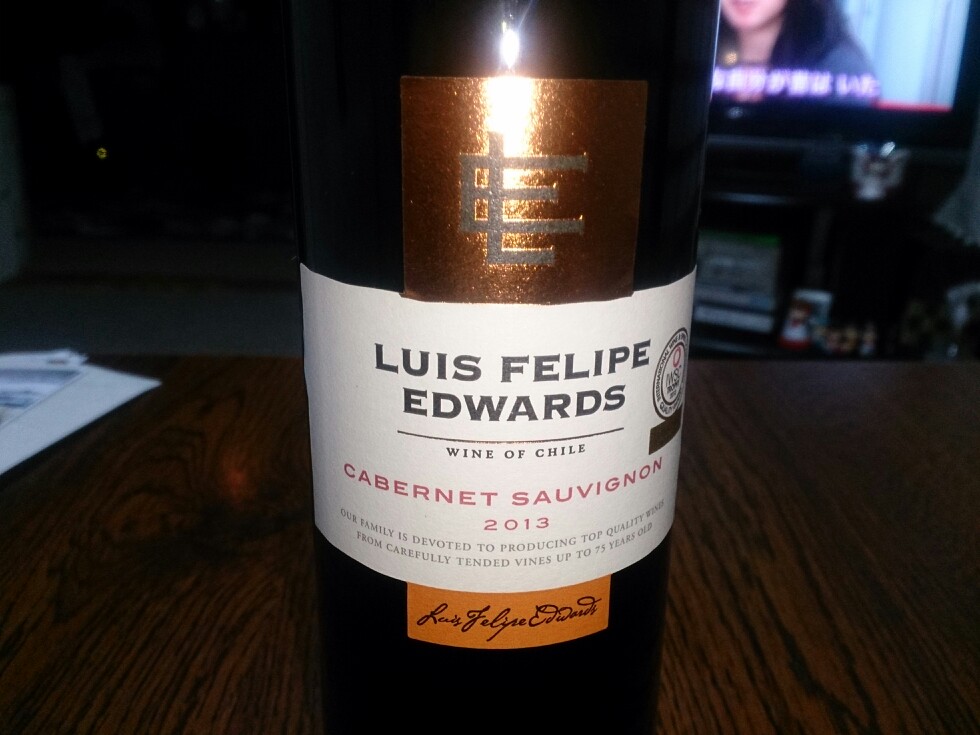 LUIS FELIPE
EDWARDS
WINE OF CHILE
CABERNET SAUVIGNON
2013
OUR FAMILY IS DEVOTED TO PRODUCING TOP QUALITY WINES
FROM CAREFULLY TENDED VINES UP TO 75 YEARS OLD
Luis Felipe Edwards